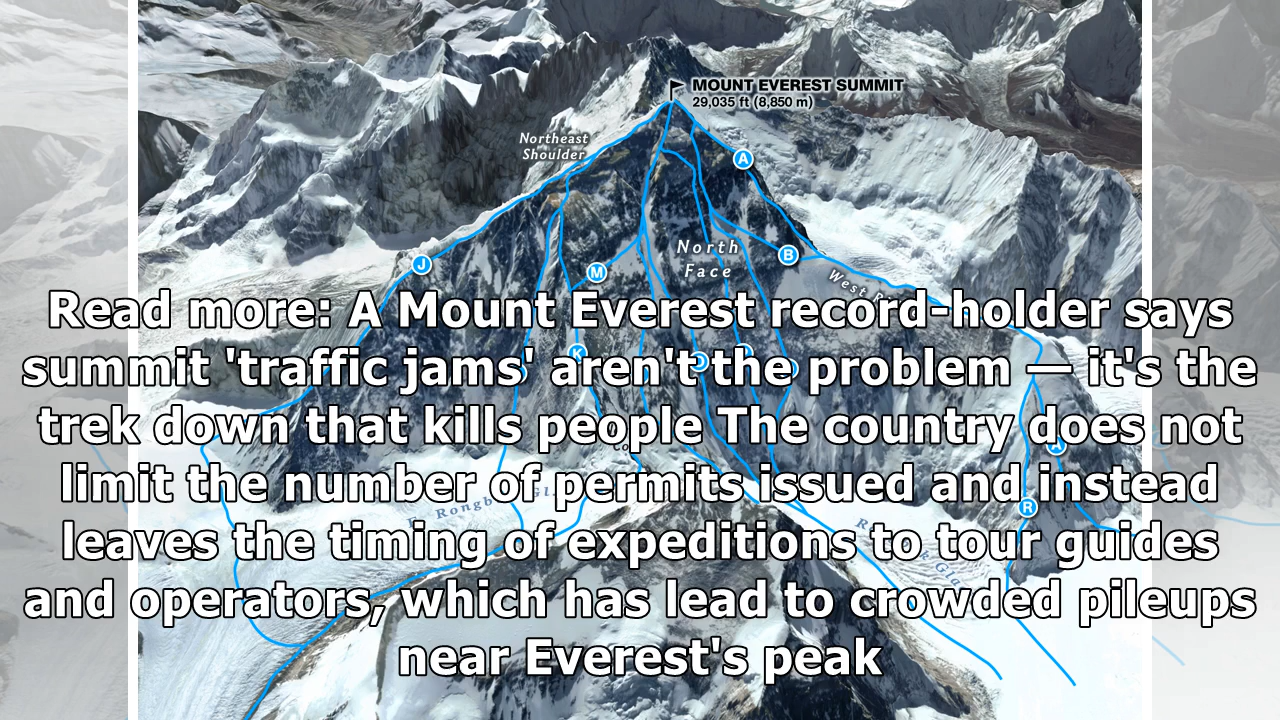 MOUNT EVEREST SUMMIT
29,035 ft (8,850 m)
Northeast
Shoulder
A
North
Face
B
J
M
West
Read more: A Mount Everest record-holder says
summit 'traffic jams' aren't the problem — it's the
K
trek down that kills people The country does not
limit the number of permits issued and instead
R
leaves the timing of expeditions to tour guides
and operators, which has lead to crowded pileups
near Everest's peak